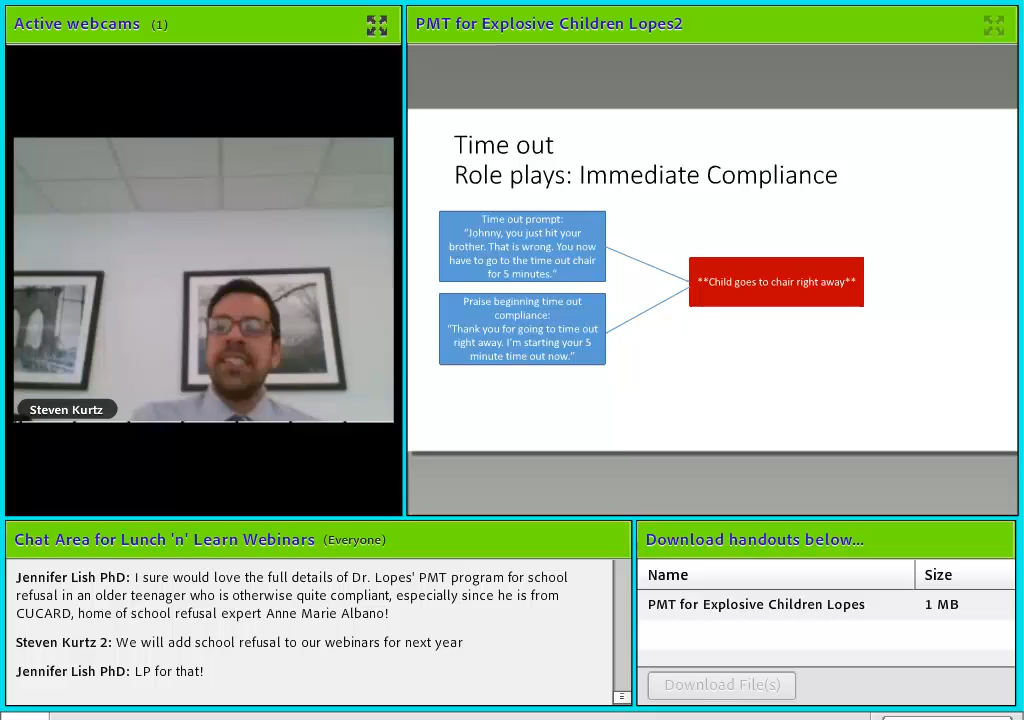 Active webcams (1)
PMT for Explosive Children Lopes2
Steven Kurtz
Time out
Role plays: Immediate Compliance
Time out prompt:
“Johnny, you just hit your
brother. That is wrong. You now
have to go to the time out chair
for 5 minutes.“
Praise beginning time out
compliance:
“Thank you for going to time out
right away. I’m starting your 5
minute time out now.”
**Child goes to chair right away**
Chat Area for Lunch 'n' Learn Webinars (Everyone)
Jennifer Lish PhD: I sure would love the full details of Dr. Lopes' PMT program for school
refusal in an older teenager who is otherwise quite compliant, especially since he is from
CUCARD, home of school refusal expert Anne Marie Albano!
Steven Kurtz 2: We will add school refusal to our webinars for next year
Jennifer Lish PhD: LP for that!
Download handouts below...
Name Size
PMT for Explosive Children Lopes 1 MB
Download File(s)